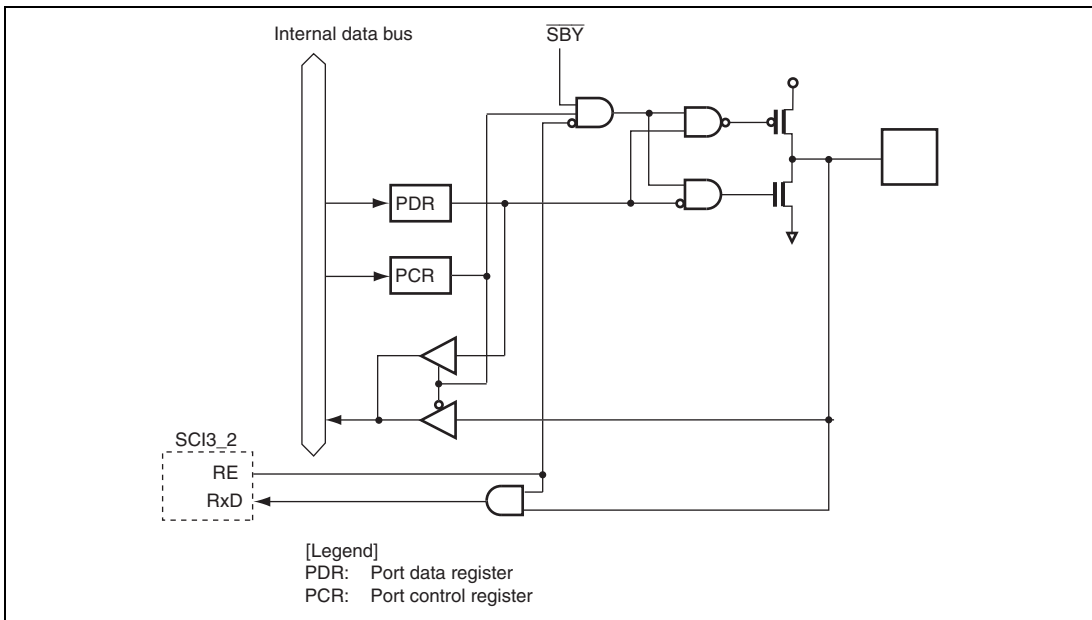 Internal data bus
SBY
PDR
PCR
SCI3_2
RE
RxD
[Legend]
PDR: Port data register
PCR: Port control register